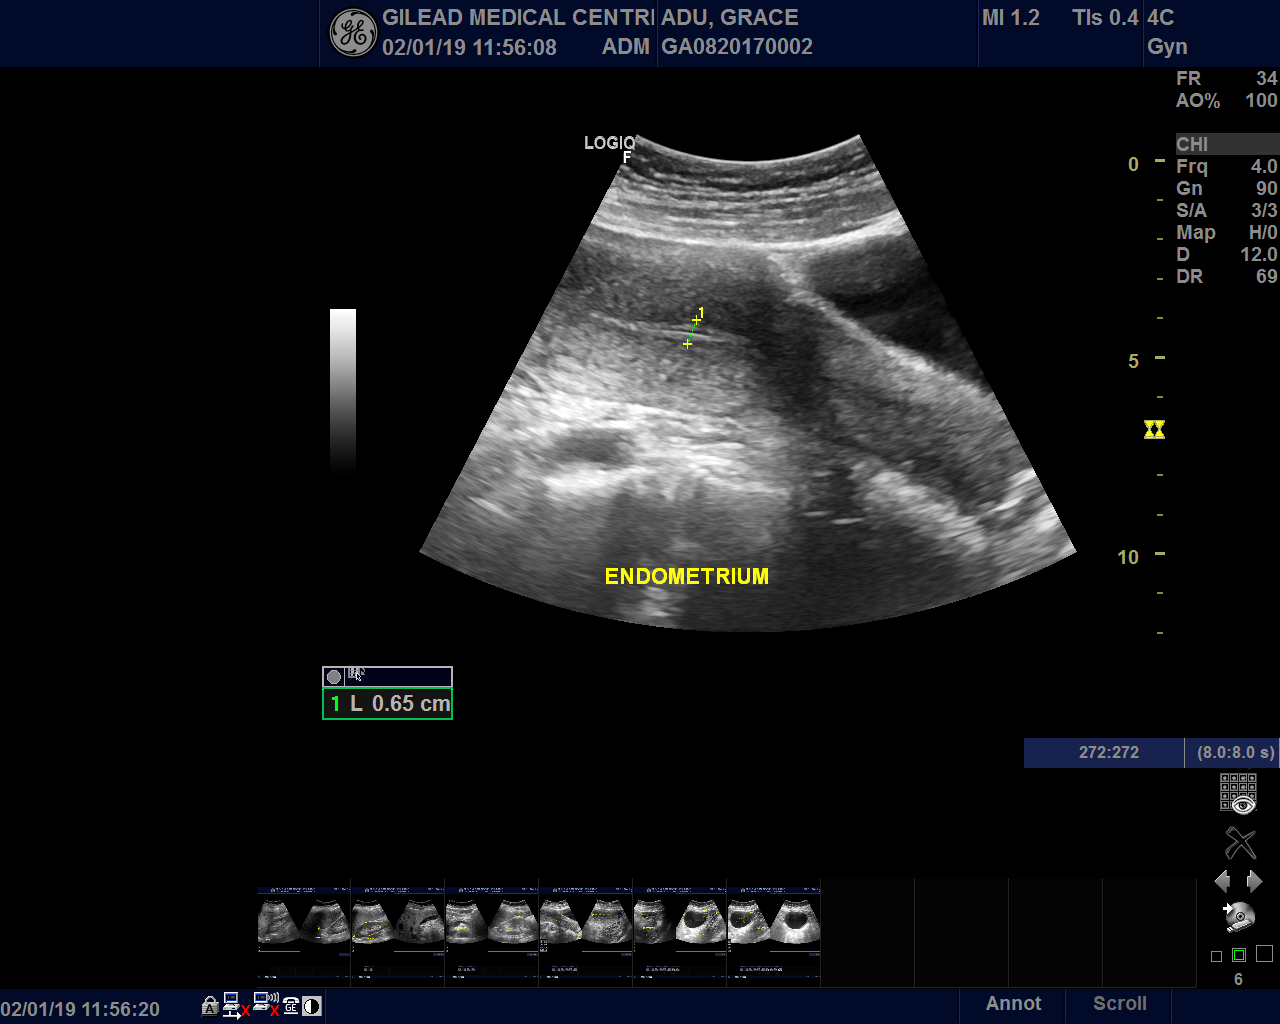 GILEAD MEDICAL CENTRE ADU, GRACE MI 1.2 TIs 0.4 4C
02/01/19 11:56:08 ADM GA0820170002 Gyn
FR 34
AO% 100
LOGIQ
F
CHI
Frq 4.0
Gn 90
S/A 3/3
Map H/0
D 12.0
DR 69
0
1
5
10
ENDOMETRIUM
1 L 0.65 cm
272:272 (8.0:8.0 s)
6
02/01/19 11:56:20 Annot Scroll